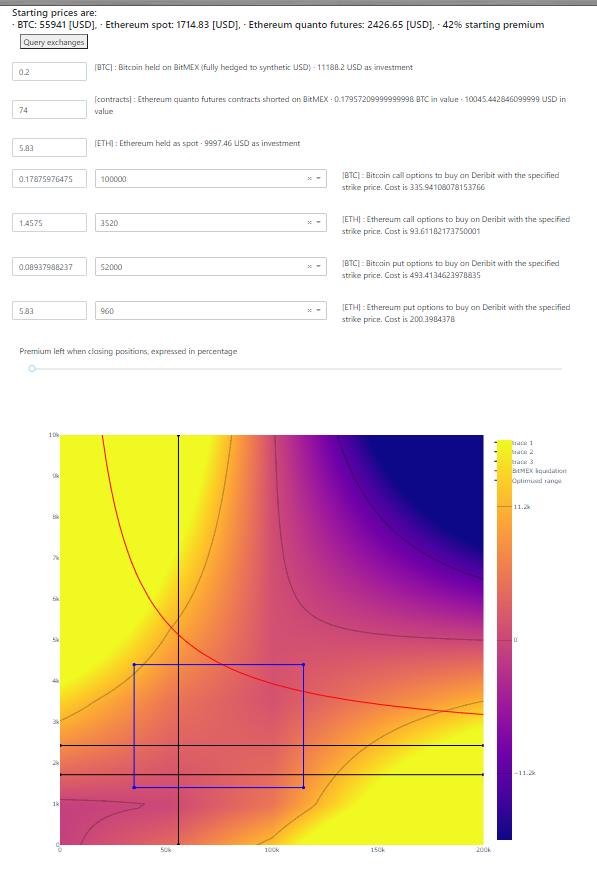 Starting prices are:
· BTC: 55941 [USD], · Ethereum spot: 1714.83 [USD], · Ethereum quanto futures: 2426.65 [USD], · 42% starting premium
Query exchanges
0.2
[BTC] : Bitcoin held on BitMEX (fully hedged to synthetic USD) · 11188.2 USD as investment
74
[contracts] : Ethereum quanto futures contracts shorted on BitMEX · 0.17957209999999998 BTC in value · 10045.442846099999 USD in
value
5.83
[ETH] : Ethereum held as spot · 9997.46 USD as investment
0.17875976475
100000
× ▾
[BTC] : Bitcoin call options to buy on Deribit with the specified
strike price. Cost is 335.94108078153766
1.4575
3520
× ▾
[ETH] : Ethereum call options to buy on Deribit with the specified
strike price. Cost is 93.61182173750001
0.08937988237
52000
× ▾
[BTC] : Bitcoin put options to buy on Deribit with the specified
strike price. Cost is 493.4134623978835
5.83
960
× ▾
[ETH] : Ethereum put options to buy on Deribit with the specified
strike price. Cost is 200.3984378
Premium left when closing positions, expressed in percentage
10k
9k
8k
7k
6k
5k
4k
3k
2k
1k
0
0
50k
100k
150k
200k
trace 1
trace 2
trace 3
BitMEX liquidation
Optimized range
11.2k
0
−11.2k